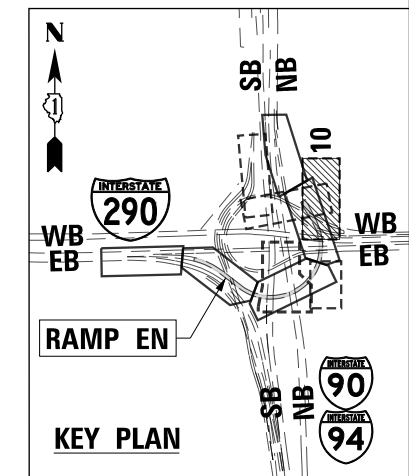 N
SB
NB
1
10
INTERSTATE
290
WB
EB
WB
EB
RAMP EN
SB
NB
INTERSTATE
90
INTERSTATE
94
KEY PLAN